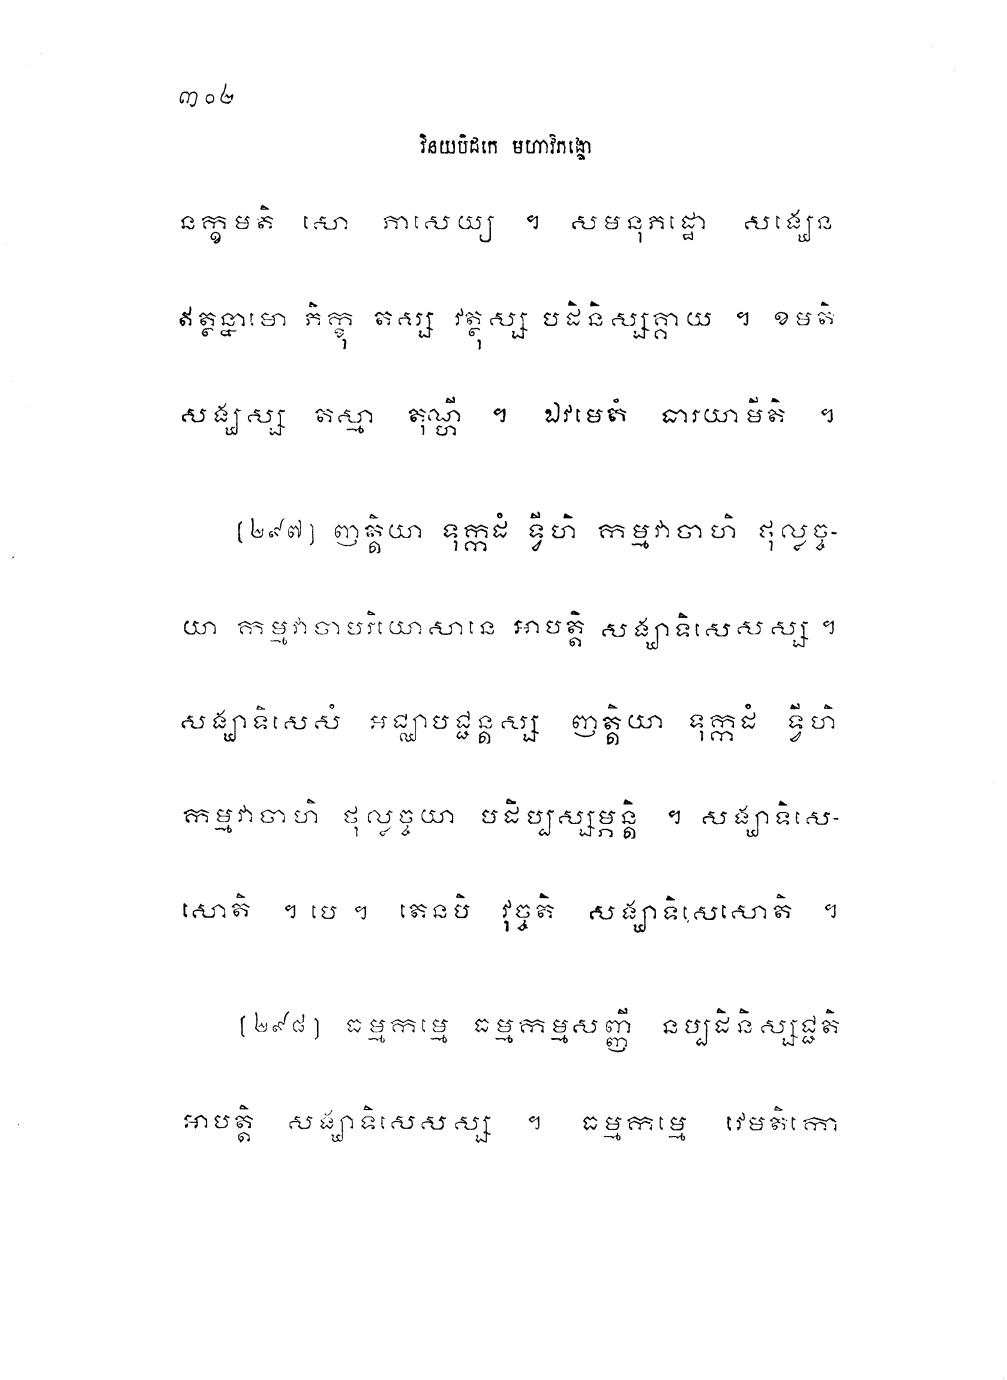 ៣០៤
វិនយបិដកេ មហាវិភង្គោ
នក្ខមតិ សោ ភាសេយ្យ ។ សមនុភដ្ឋោ សង្ឃេន
ឥត្ថន្នាមោ ភិក្ខុ តស្ស វត្ថុស្ស បដិនិស្សគ្គាយ ។ ខមតិ
សង្ឃស្ស តស្មា តុណ្ហី ។ ឯវមេតំ ធារយាមីតិ ។
[២៩៧] ញត្តិយា ទុក្កដំ ទ្វីហិ កម្មវាចាហិ ថុល្លច្ច-
យា កម្មវាចាបរិយោសានេ អាបត្តិ សង្ឃាទិសេសស្ស ។
សង្ឃាទិសេសំ អជ្ឈាបជ្ជន្តស្ស ញត្តិយា ទុក្កដំ ទ្វីហិ
កម្មវាចាហិ ថុល្លច្ចយា បដិប្បស្សម្ភន្តិ ។ សង្ឃាទិសេ-
សោតិ ។ បេ ។ តេនបិ វុច្ចតិ សង្ឃាទិសេសោតិ ។
[២៩៨] ធម្មកម្មេ ធម្មកម្មសញ្ញី នប្បដិនិស្សជ្ជតិ
អាបត្តិ សង្ឃាទិសេសស្ស ។ ធម្មកម្មេ វេមតិកោ